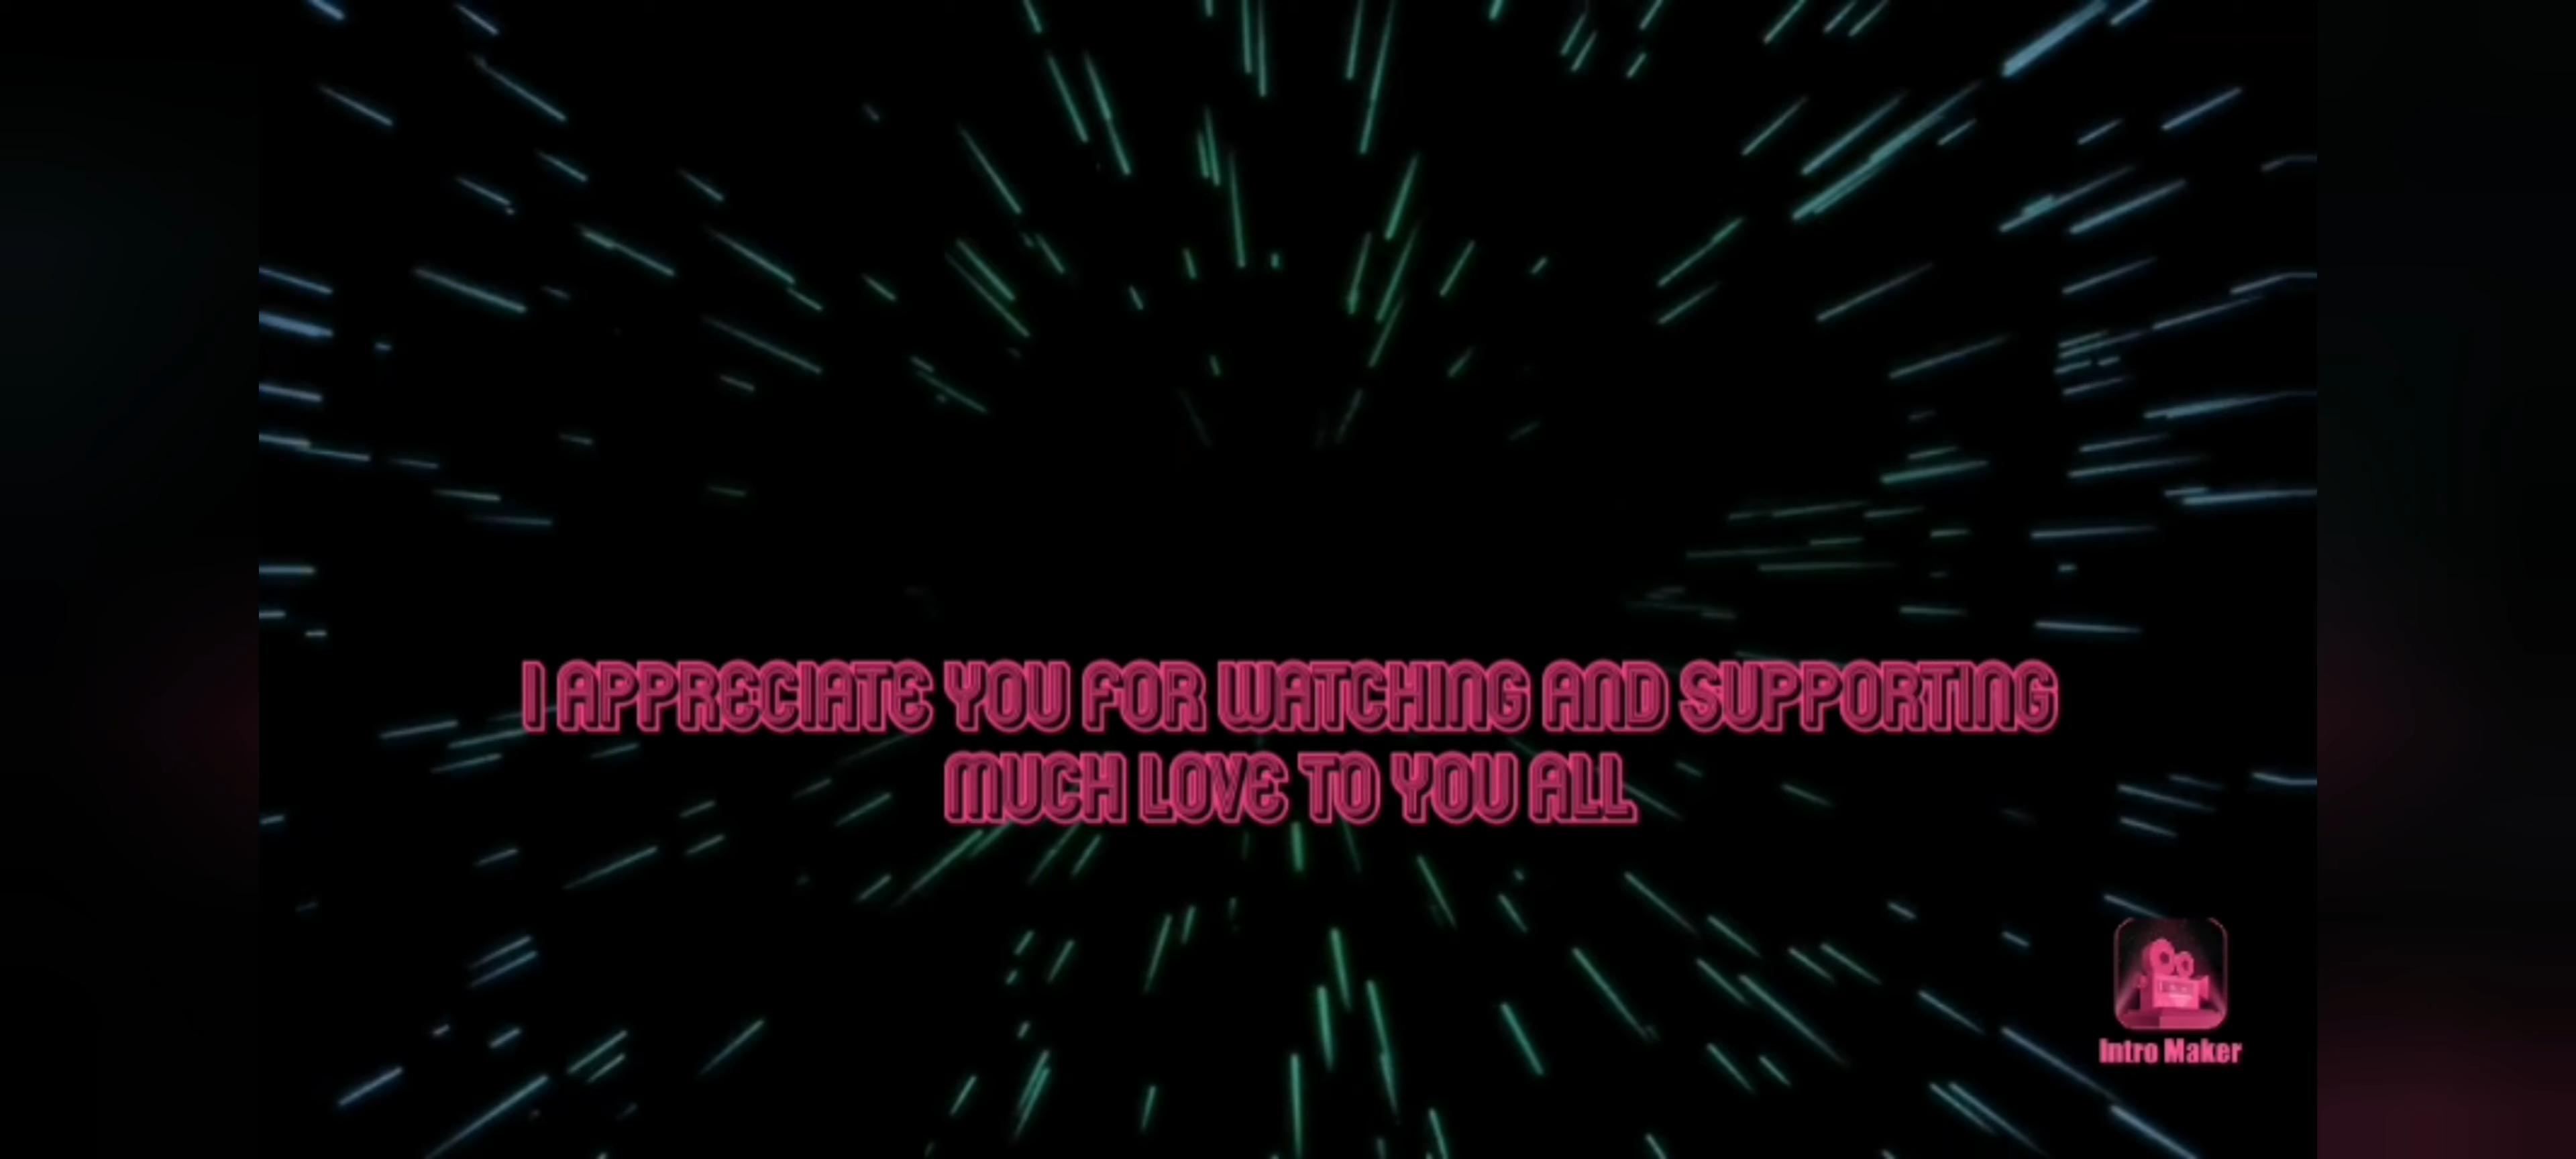 I APPRECIATE YOU FOR WATCHING AND SUPPORTING
MUCH LOVE TO YOU ALL
Intro Maker